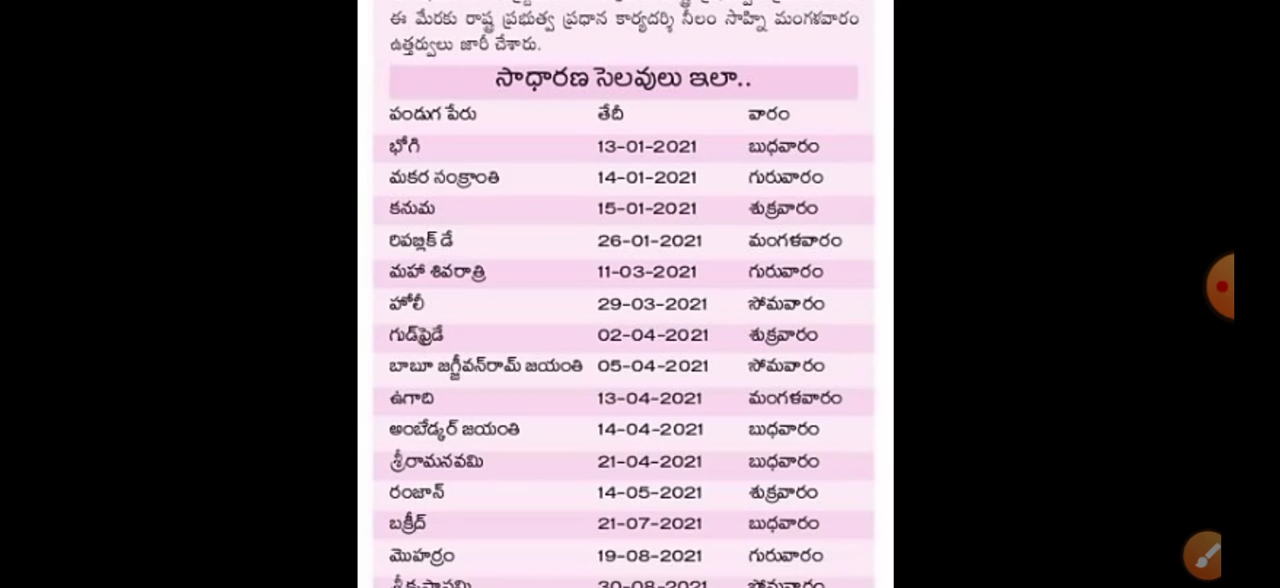 ఈ మేరకు రాష్ట్ర ప్రభుత్వ ప్రధాన కార్యదర్శి నీలం సాహ్ని మంగళవారం
ఉత్తర్వులు జారీ చేశారు.
సాధారణ సెలవులు ఇలా..
పండుగ పేరు తేదీ వారం
భోగి 13-01-2021 బుధవారం
మకర సంక్రాంతి 14-01-2021 గురువారం
కనుమ 15-01-2021 శుక్రవారం
రిపబ్లిక్ డే 26-01-2021 మంగళవారం
మహా శివరాత్రి 11-03-2021 గురువారం
హోలీ 29-03-2021 సోమవారం
గుడ్‌ఫ్రైడే 02-04-2021 శుక్రవారం
బాబూ జగ్జీవన్‌రామ్ జయంతి 05-04-2021 సోమవారం
ఉగాది 13-04-2021 మంగళవారం
అంబేడ్కర్ జయంతి 14-04-2021 బుధవారం
శ్రీరామనవమి 21-04-2021 బుధవారం
రంజాన్ 14-05-2021 శుక్రవారం
బక్రీద్ 21-07-2021 బుధవారం
మొహర్రం 19-08-2021 గురువారం
30-08-2021 సోమవారం